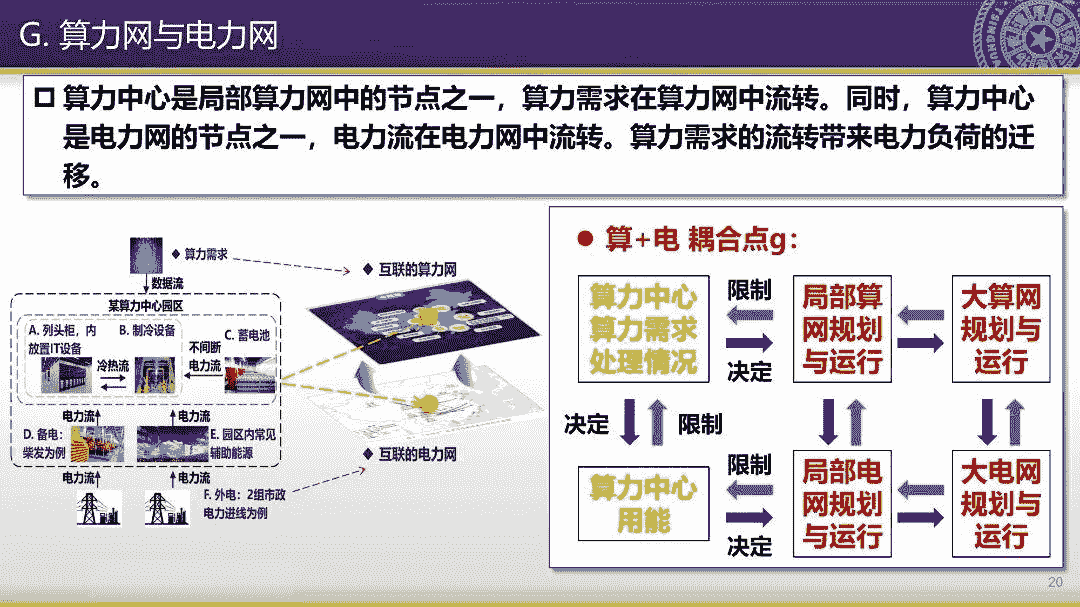 G. 算力网与电力网
TSINGHUA
算力中心是局部算力网中的节点之一，算力需求在算力网中流转。同时，算力中心
是电力网的节点之一，电力流在电力网中流转。算力需求的流转带来电力负荷的迁
移。
算力需求
数据流
互联的算力网
某算力中心园区
A. 列头柜，内
放置IT设备
B. 制冷设备
C. 蓄电池
冷热流
不间断
电力流
电力流
电力流
D. 备电：
柴发为例
E. 园区内常见
辅助能源
电力流
电力流
F. 外电：2组市政
电力进线为例
互联的电力网
算+电 耦合点g：
算力中心
算力需求
处理情况
限制
决定
局部算
网规划
与运行
大算网
规划与
运行
决定
限制
算力中心
用能
限制
决定
局部电
网规划
与运行
大电网
规划与
运行
20